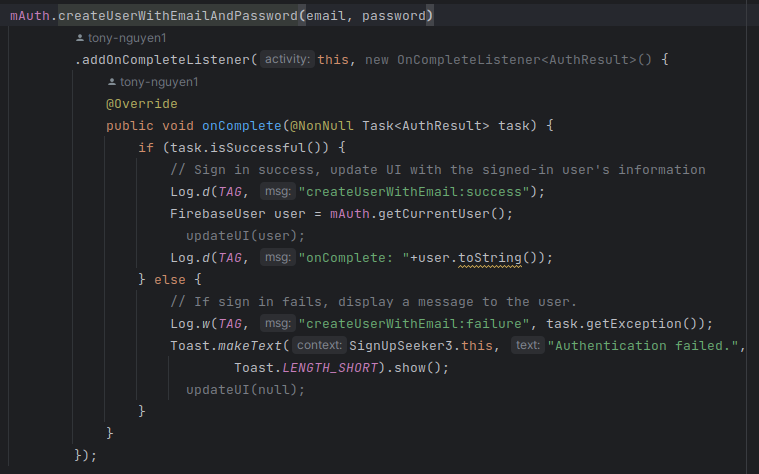 mAuth.createUserWithEmailAndPassword(email, password)
tony-nguyen1
.addOnCompleteListener( activity: this, new OnCompleteListener<AuthResult>() {
tony-nguyen1
@Override
public void onComplete(@NonNull Task<AuthResult> task) {
if (task.isSuccessful()) {
// Sign in success, update UI with the signed-in user's information
Log.d(TAG, msg: "createUserWithEmail:success");
FirebaseUser user = mAuth.getCurrentUser();
updateUI(user);
Log.d(TAG, msg: "onComplete: "+user.toString());
} else {
// If sign in fails, display a message to the user.
Log.w(TAG, msg: "createUserWithEmail:failure", task.getException());
Toast.makeText( context: SignUpSeeker3.this, text: "Authentication failed.",
Toast.LENGTH_SHORT).show();
updateUI(null);
}
}
});